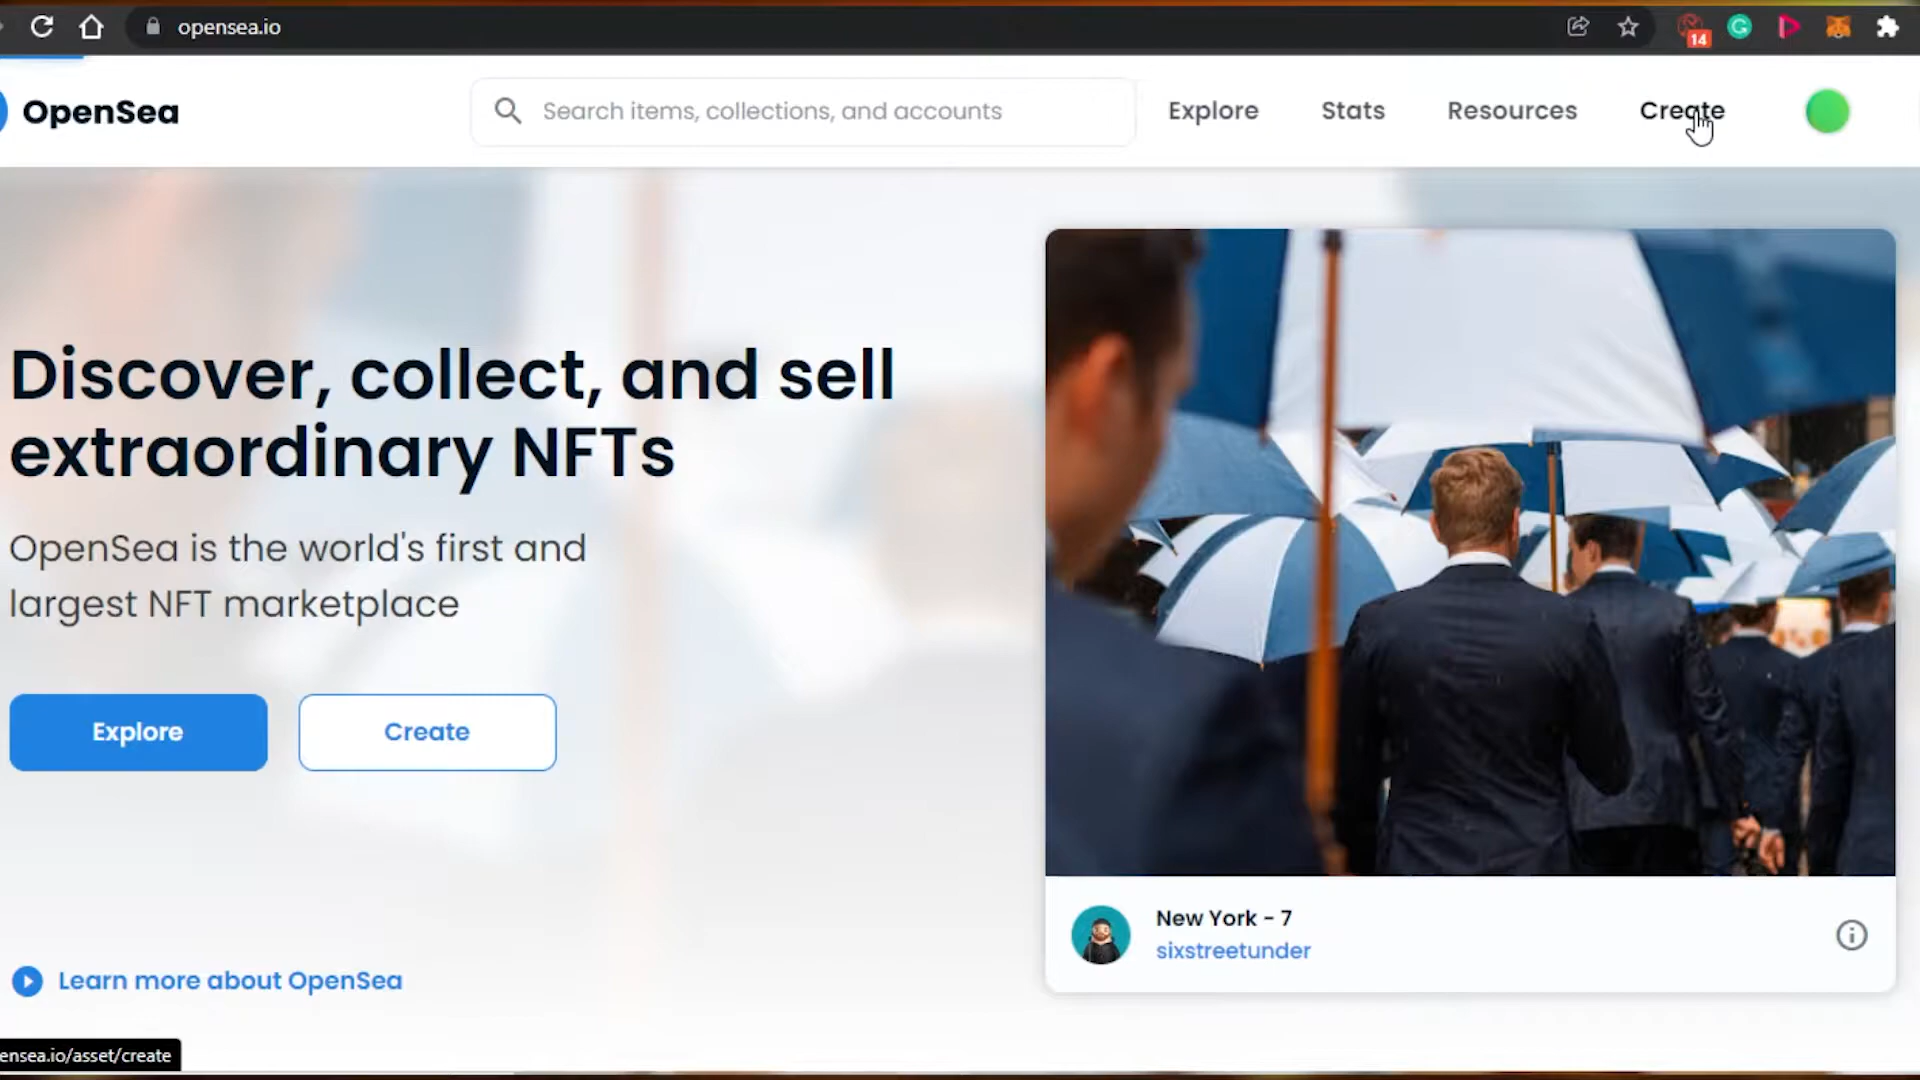 opensea.io
14
OpenSea
Search items, collections, and accounts
Explore
Stats
Resources
Create
Discover, collect, and sell
extraordinary NFTs
OpenSea is the world's first and
largest NFT marketplace
Explore
Create
New York - 7
sixstreetunder
Learn more about OpenSea
ensea.io/asset/create